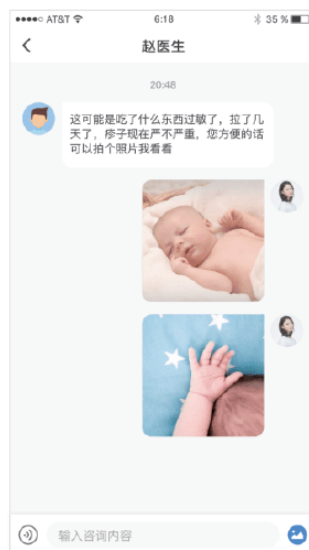 AT&T 6:18 35 %
赵医生
20:48
这可能是吃了什么东西过敏了，拉了几
天了，疹子现在严不严重，您方便的话
可以拍个照片我看看
输入咨询内容